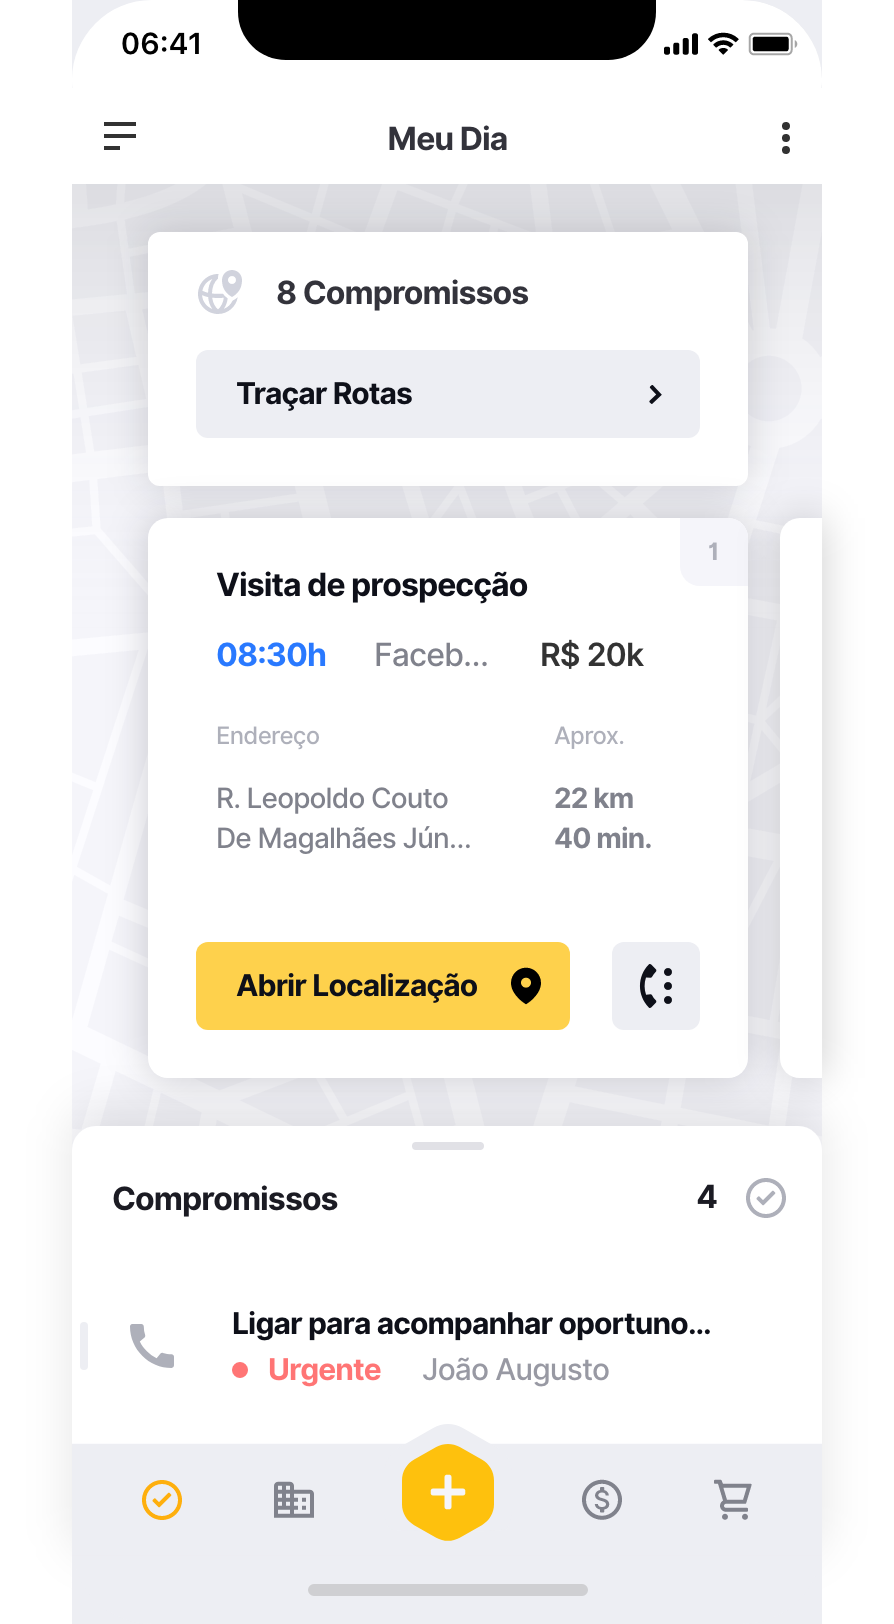 06:41
Meu Dia
8 Compromissos
Traçar Rotas
1
Visita de prospecção
08:30h Faceb... R$ 20k
Endereço Aprox.
R. Leopoldo Couto 22 km
De Magalhães Jún... 40 min.
Abrir Localização
Compromissos 4
Ligar para acompanhar oportuno...
Urgente João Augusto